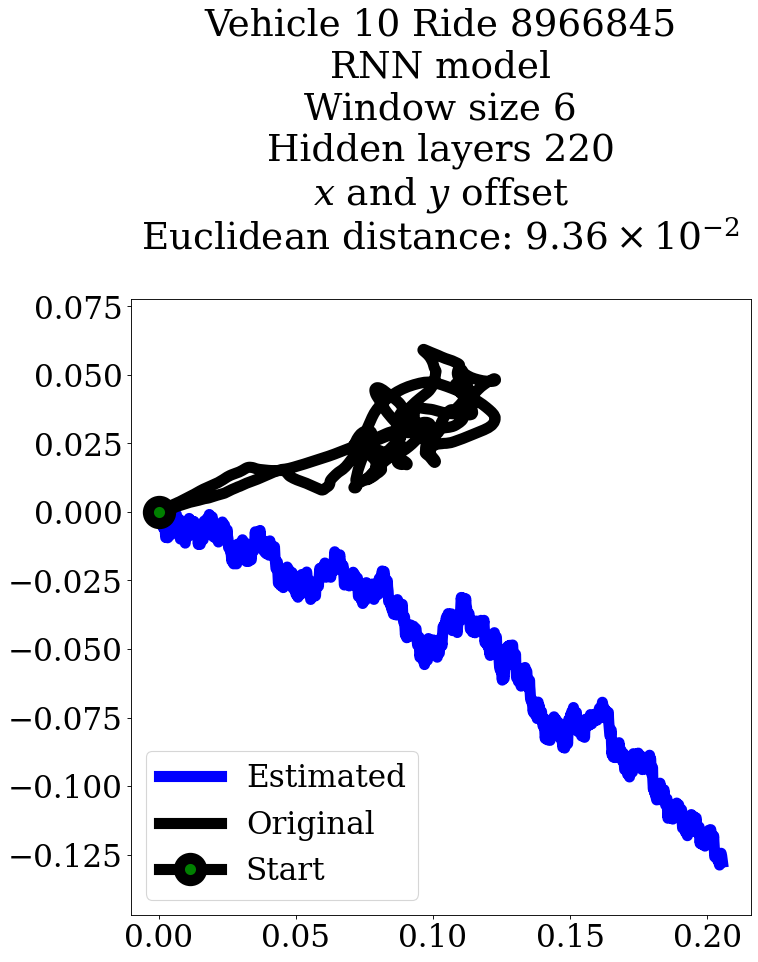 Vehicle 10 Ride 8966845
RNN model
Window size 6
Hidden layers 220
x and y offset
Euclidean distance: 9.36 × 10⁻²
0.075
0.050
0.025
0.000
−0.025
−0.050
−0.075
−0.100
−0.125
Estimated
Original
Start
0.00 0.05 0.10 0.15 0.20